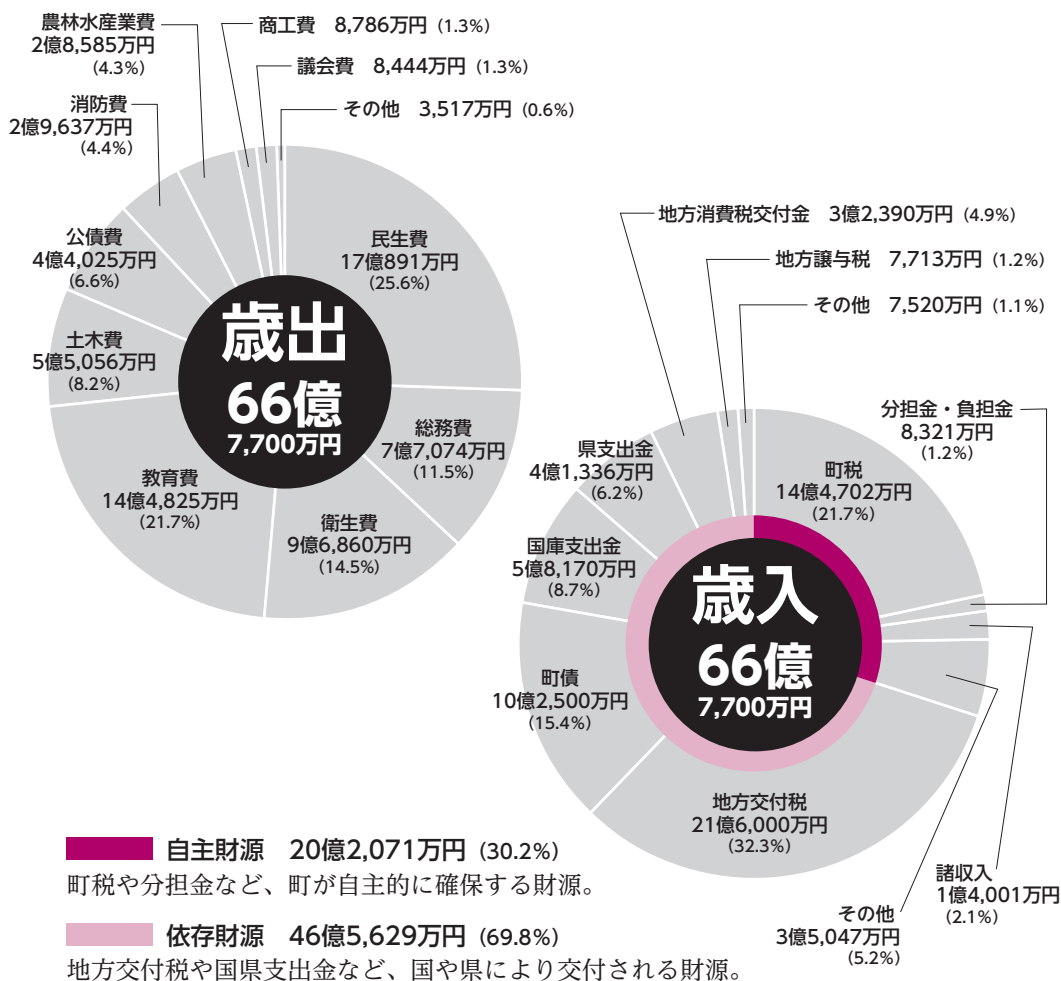 農林水産業費
2億8,585万円
(4.3%)
商工費 8,786万円 (1.3%)
議会費 8,444万円 (1.3%)
その他 3,517万円 (0.6%)
消防費
2億9,637万円
(4.4%)
公債費
4億4,025万円
(6.6%)
土木費
5億5,056万円
(8.2%)
教育費
14億4,825万円
(21.7%)
衛生費
9億6,860万円
(14.5%)
総務費
7億7,074万円
(11.5%)
民生費
17億891万円
(25.6%)
歳出
66億
7,700万円
地方消費税交付金 3億2,390万円 (4.9%)
地方譲与税 7,713万円 (1.2%)
その他 7,520万円 (1.1%)
分担金・負担金
8,321万円
(1.2%)
県支出金
4億1,336万円
(6.2%)
町税
14億4,702万円
(21.7%)
国庫支出金
5億8,170万円
(8.7%)
町債
10億2,500万円
(15.4%)
歳入
66億
7,700万円
地方交付税
21億6,000万円
(32.3%)
諸収入
1億4,001万円
(2.1%)
その他
3億5,047万円
(5.2%)
自主財源 20億2,071万円 (30.2%)
町税や分担金など、町が自主的に確保する財源。
依存財源 46億5,629万円 (69.8%)
地方交付税や国県支出金など、国や県により交付される財源。